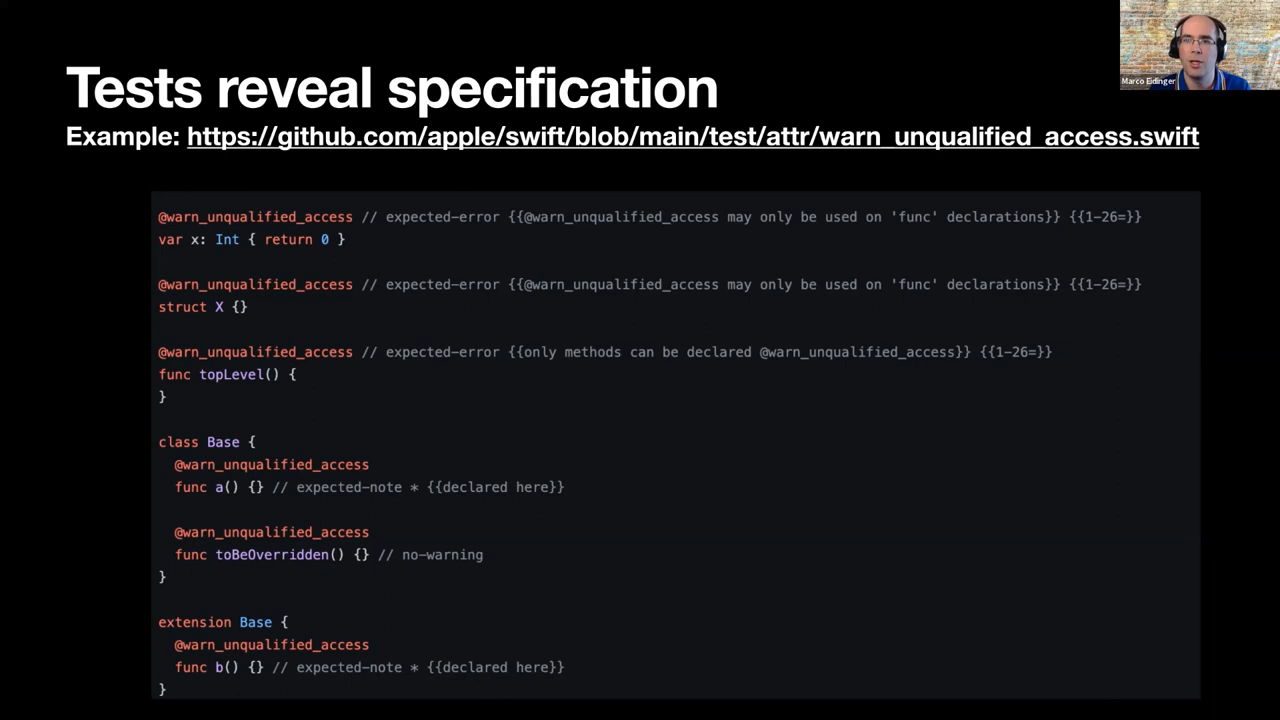 Tests reveal specification
Example: https://github.com/apple/swift/blob/main/test/attr/warn_unqualified_access.swift
Marco Eidinger
@warn_unqualified_access // expected-error {{@warn_unqualified_access may only be used on 'func' declarations}} {{1-26=}}
var x: Int { return 0 }
@warn_unqualified_access // expected-error {{@warn_unqualified_access may only be used on 'func' declarations}} {{1-26=}}
struct X {}
@warn_unqualified_access // expected-error {{only methods can be declared @warn_unqualified_access}} {{1-26=}}
func topLevel() {
}
class Base {
  @warn_unqualified_access
  func a() {} // expected-note * {{declared here}}
  @warn_unqualified_access
  func toBeOverridden() {} // no-warning
}
extension Base {
  @warn_unqualified_access
  func b() {} // expected-note * {{declared here}}
}